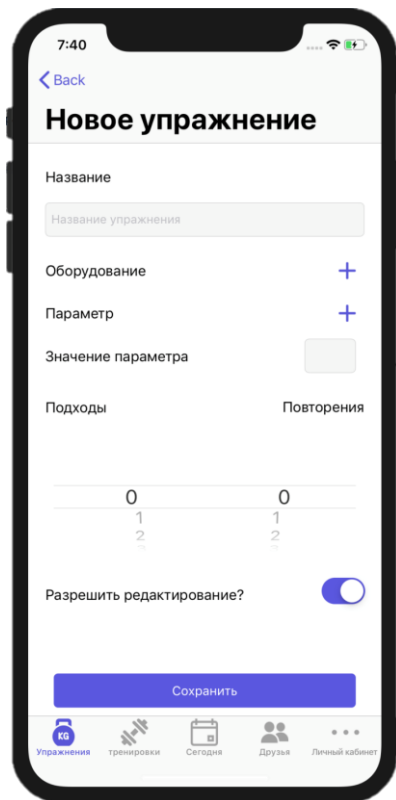 7:40
Back
Новое упражнение
Название
Название упражнения
Оборудование +
Параметр +
Значение параметра
Подходы Повторения
0 0
1 1
2 2
Разрешить редактирование?
Сохранить
KG
Упражнения тренировки Сегодня Друзья Личный кабинет